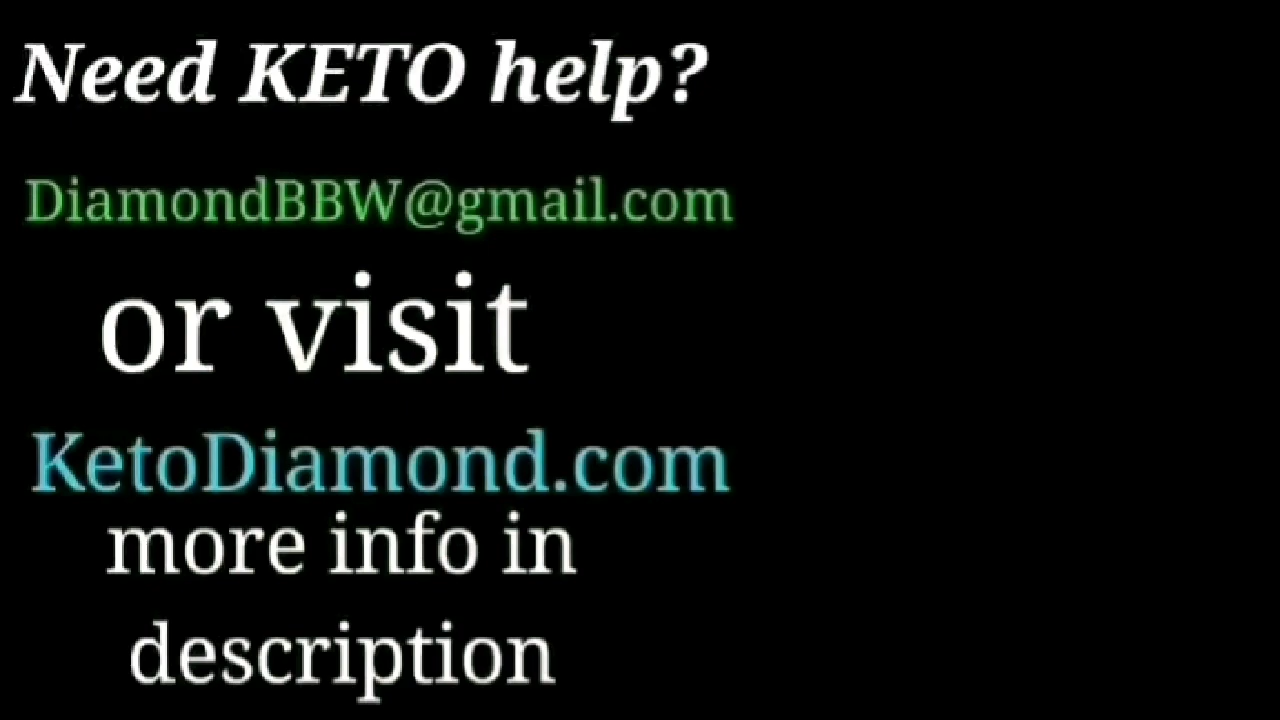 Need KETO help?
DiamondBBW@gmail.com
or visit
KetoDiamond.com
more info in
description